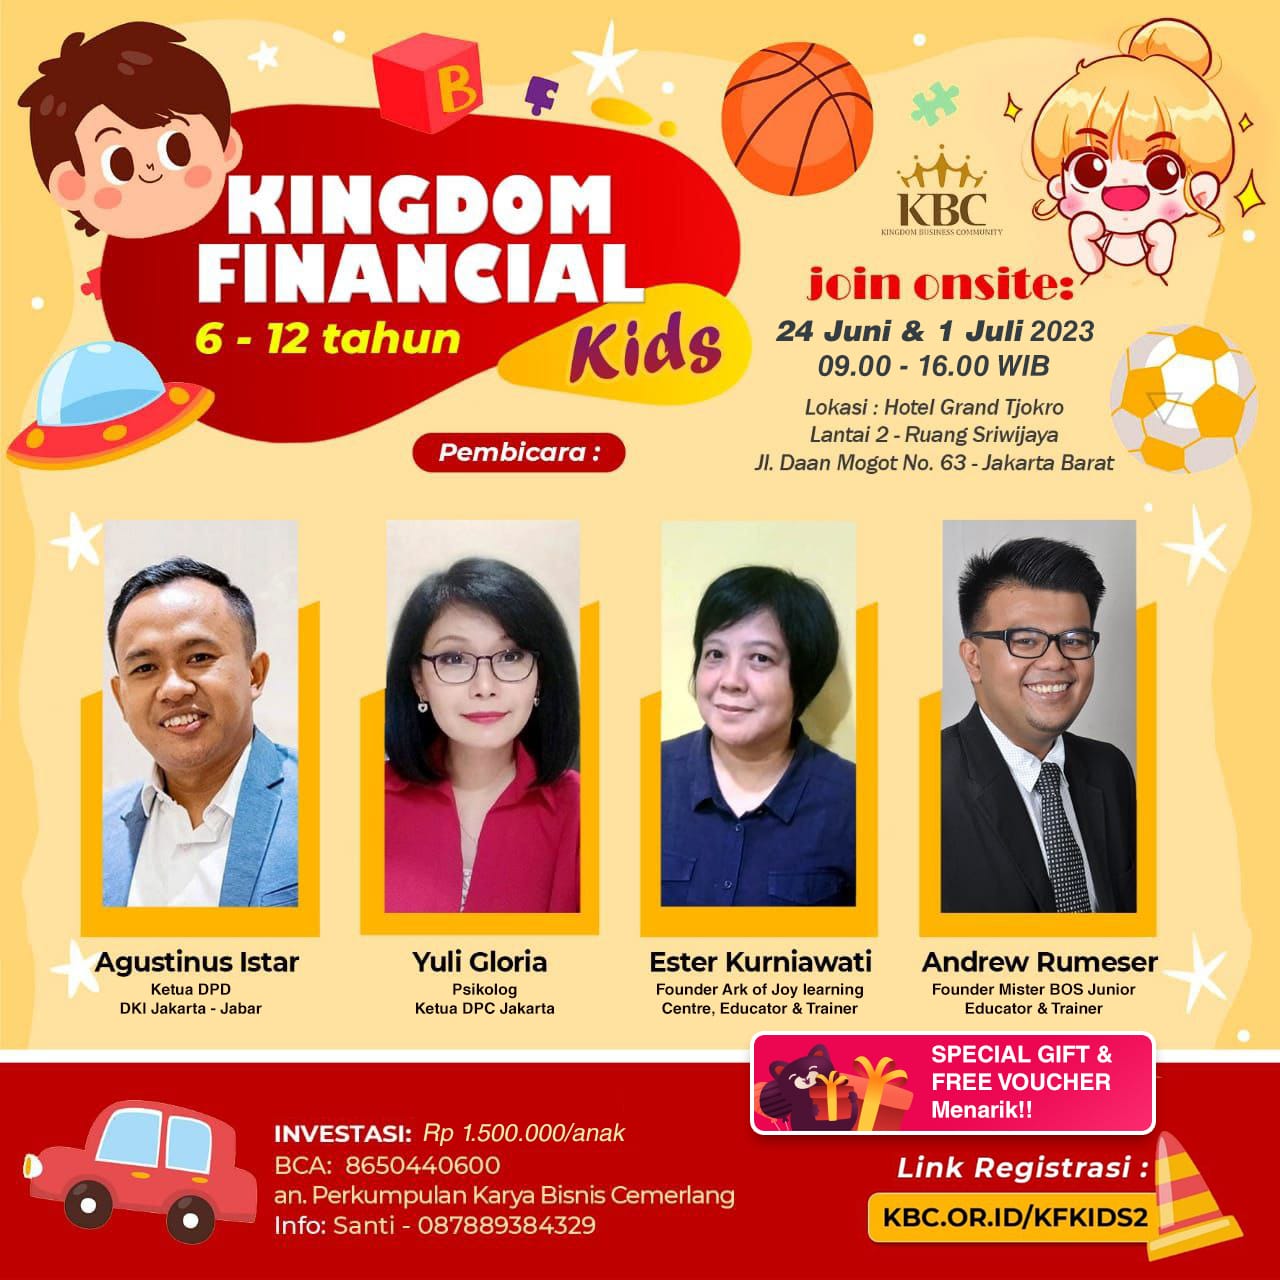 B
KINGDOM
FINANCIAL
6 - 12 tahun
Kids
KBC
KINGDOM BUSINESS COMMUNITY
join onsite:
24 Juni & 1 Juli 2023
09.00 - 16.00 WIB
Lokasi : Hotel Grand Tjokro
Lantai 2 - Ruang Sriwijaya
Jl. Daan Mogot No. 63 - Jakarta Barat
Pembicara :
Agustinus Istar
Ketua DPD
DKI Jakarta - Jabar
Yuli Gloria
Psikolog
Ketua DPC Jakarta
Ester Kurniawati
Founder Ark of Joy learning
Centre, Educator & Trainer
Andrew Rumeser
Founder Mister BOS Junior
Educator & Trainer
SPECIAL GIFT &
FREE VOUCHER
Menarik!!
INVESTASI: Rp 1.500.000/anak
BCA: 8650440600
an. Perkumpulan Karya Bisnis Cemerlang
Info: Santi - 087889384329
Link Registrasi :
KBC.OR.ID/KFKIDS2